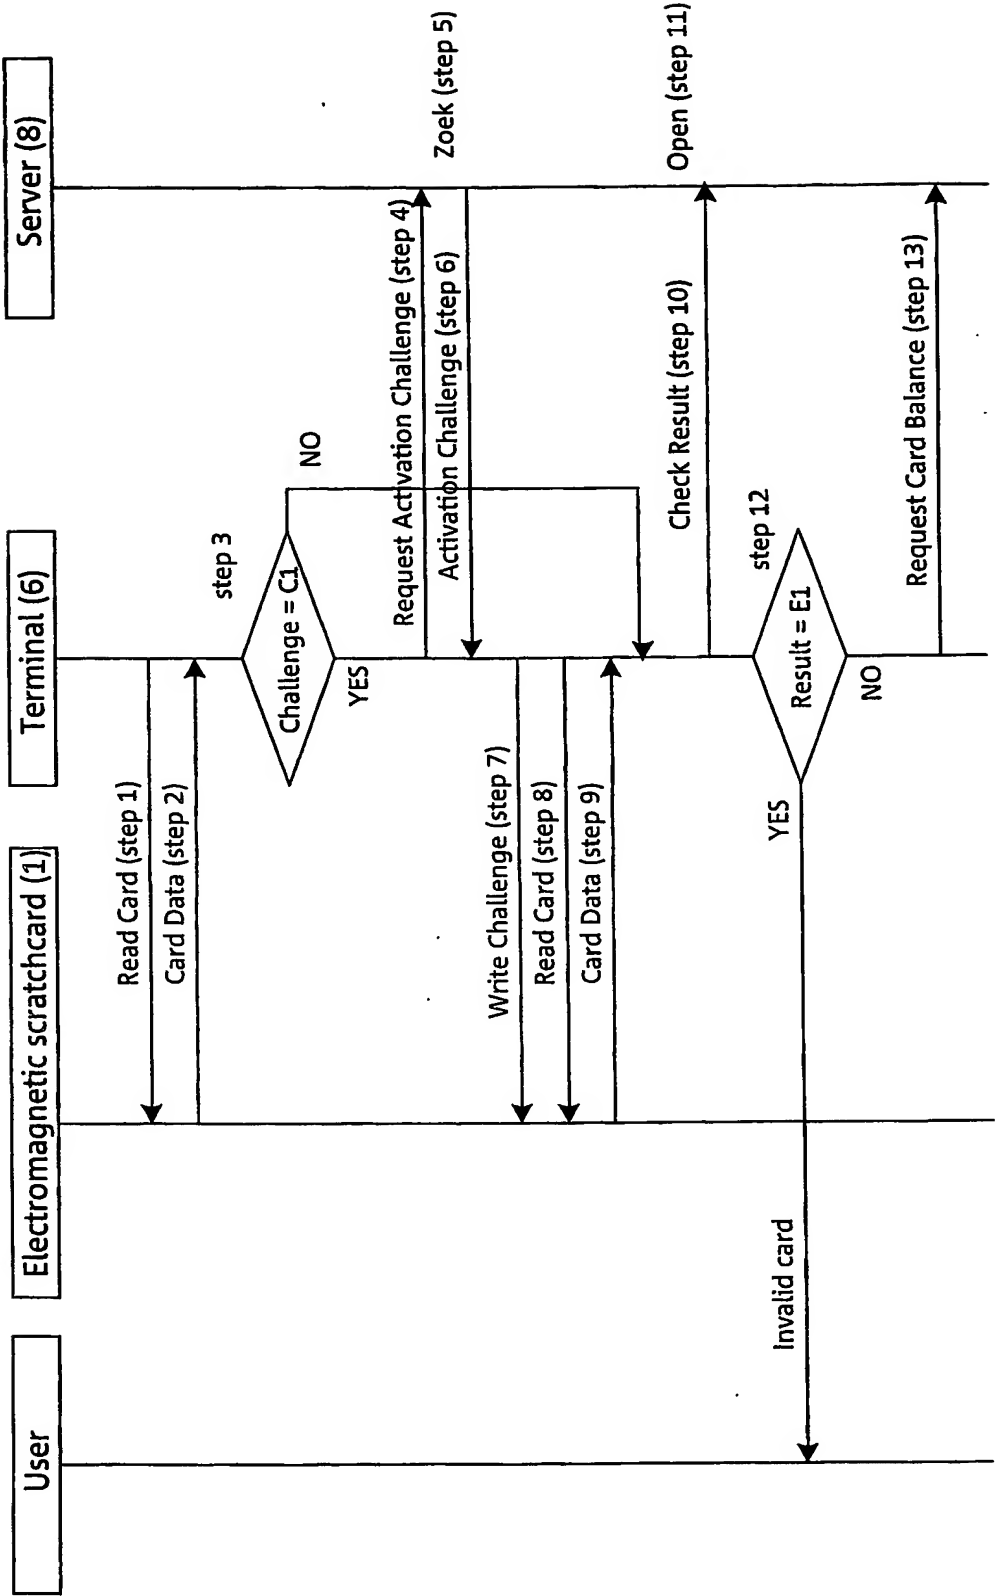 User
Electromagnetic scratchcard (1)
Terminal (6)
Server (8)
Read Card (step 1)
Card Data (step 2)
step 3
Challenge = C1
NO
YES
Request Activation Challenge (step 4)
Zoek (step 5)
Activation Challenge (step 6)
Write Challenge (step 7)
Read Card (step 8)
Card Data (step 9)
Check Result (step 10)
Open (step 11)
step 12
Result = E1
YES
NO
Invalid card
Request Card Balance (step 13)